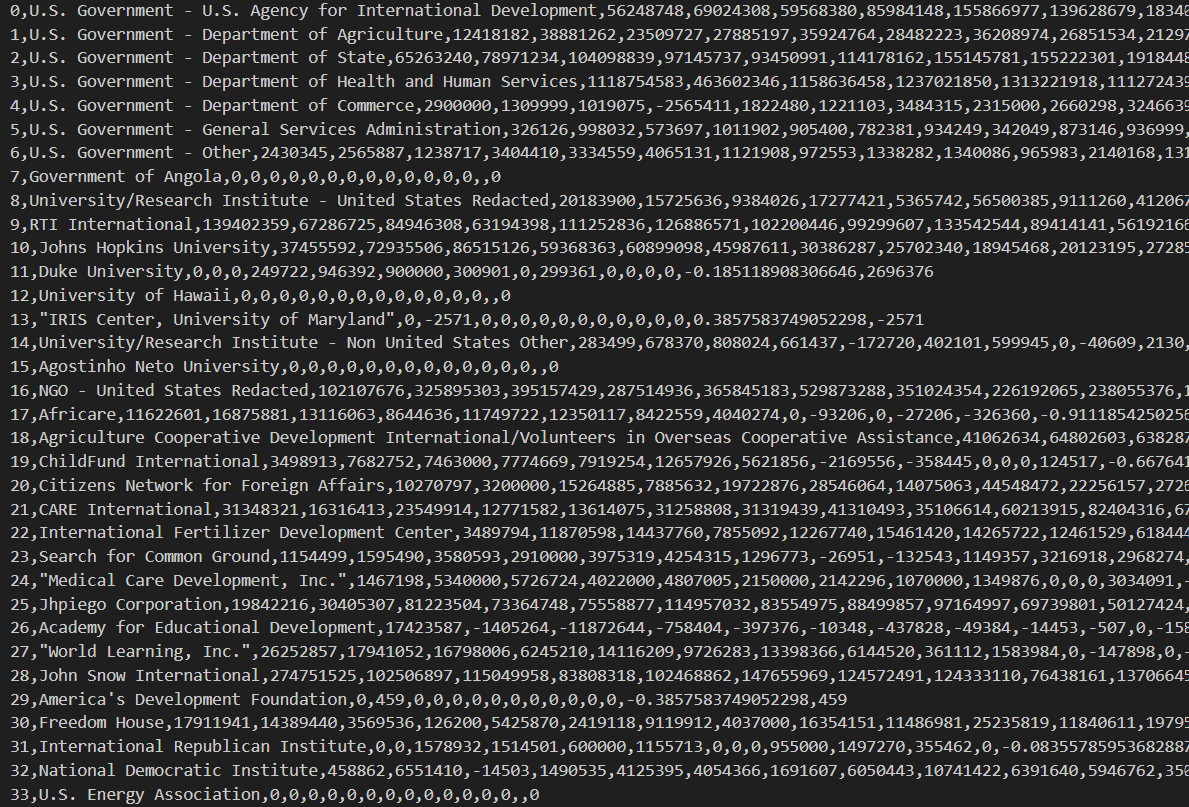 0,U.S. Government - U.S. Agency for International Development,56248748,69024308,59568380,85984148,155866977,139628679,18340
1,U.S. Government - Department of Agriculture,12418182,38881262,23509727,27885197,35924764,28482223,36208974,26851534,21297
2,U.S. Government - Department of State,65263240,78971234,104098839,97145737,93450991,114178162,155145781,155222301,1918448
3,U.S. Government - Department of Health and Human Services,1118754583,463602346,1158636458,1237021850,1313221918,111272439
4,U.S. Government - Department of Commerce,2900000,1309999,1019075,-2565411,1822480,1221103,3484315,2315000,2660298,3246639
5,U.S. Government - General Services Administration,326126,998032,573697,1011902,905400,782381,934249,342049,873146,936999,
6,U.S. Government - Other,2430345,2565887,1238717,3404410,3334559,4065131,1121908,972553,1338282,1340086,965983,2140168,131
7,Government of Angola,0,0,0,0,0,0,0,0,0,0,0,0,0,,0
8,University/Research Institute - United States Redacted,20183900,15725636,9384026,17277421,5365742,56500385,9111260,412067
9,RTI International,139402359,67286725,84946308,63194398,111252836,126886571,102200446,99299607,133542544,89414141,56192166
10,Johns Hopkins University,37455592,72935506,86515126,59368363,60899098,45987611,30386287,25702340,18945468,20123195,27285
11,Duke University,0,0,0,249722,946392,900000,300901,0,299361,0,0,0,0,-0.185118908306646,2696376
12,University of Hawaii,0,0,0,0,0,0,0,0,0,0,0,0,0,,0
13,"IRIS Center, University of Maryland",0,-2571,0,0,0,0,0,0,0,0,0,0,0,0.3857583749052298,-2571
14,University/Research Institute - Non United States Other,283499,678370,808024,661437,-172720,402101,599945,0,-40609,2130,
15,Agostinho Neto University,0,0,0,0,0,0,0,0,0,0,0,0,0,,0
16,NGO - United States Redacted,102107676,325895303,395157429,287514936,365845183,529873288,351024354,226192065,238055376,1
17,Africare,11622601,16875881,13116063,8644636,11749722,12350117,8422559,4040274,0,-93206,0,-27206,-326360,-0.9111854250256
18,Agriculture Cooperative Development International/Volunteers in Overseas Cooperative Assistance,41062634,64802603,638287
19,ChildFund International,3498913,7682752,7463000,7774669,7919254,12657926,5621856,-2169556,-358445,0,0,0,124517,-0.667641
20,Citizens Network for Foreign Affairs,10270797,3200000,15264885,7885632,19722876,28546064,14075063,44548472,22256157,2726
21,CARE International,31348321,16316413,23549914,12771582,13614075,31258808,31319439,41310493,35106614,60213915,82404316,67
22,International Fertilizer Development Center,3489794,11870598,14437760,7855092,12267740,15461420,14265722,12461529,618444
23,Search for Common Ground,1154499,1595490,3580593,2910000,3975319,4254315,1296773,-26951,-132543,1149357,3216918,2968274,
24,"Medical Care Development, Inc.",1467198,5340000,5726724,4022000,4807005,2150000,2142296,1070000,1349876,0,0,0,3034091,-
25,Jhpiego Corporation,19842216,30405307,81223504,73364748,75558877,114957032,83554975,88499857,97164997,69739801,50127424,
26,Academy for Educational Development,17423587,-1405264,-11872644,-758404,-397376,-10348,-437828,-49384,-14453,-507,0,-158
27,"World Learning, Inc.",26252857,17941052,16798006,6245210,14116209,9726283,13398366,6144520,361112,1583984,0,-147898,0,-
28,John Snow International,274751525,102506897,115049958,83808318,102468862,147655969,124572491,124333110,76438161,13706645
29,America's Development Foundation,0,459,0,0,0,0,0,0,0,0,0,0,0,-0.3857583749052298,459
30,Freedom House,17911941,14389440,3569536,126200,5425870,2419118,9119912,4037000,16354151,11486981,25235819,11840611,19795
31,International Republican Institute,0,0,1578932,1514501,600000,1155713,0,0,0,955000,1497270,355462,0,-0.08355785953682887
32,National Democratic Institute,458862,6551410,-14503,1490535,4125395,4054366,1691607,6050443,10741422,6391640,5946762,350
33,U.S. Energy Association,0,0,0,0,0,0,0,0,0,0,0,0,0,,0